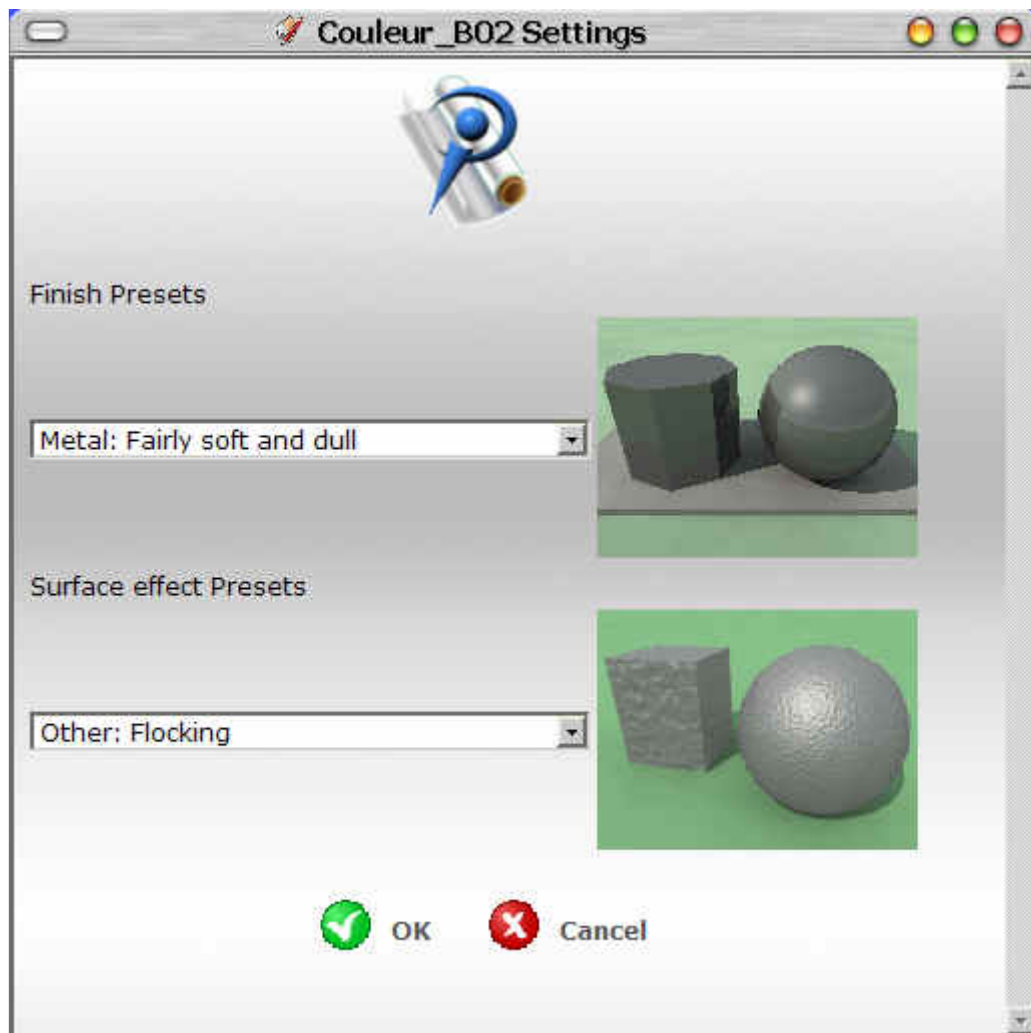 Couleur_B02 Settings
Finish Presets
Metal: Fairly soft and dull
Surface effect Presets
Other: Flocking
OK
Cancel